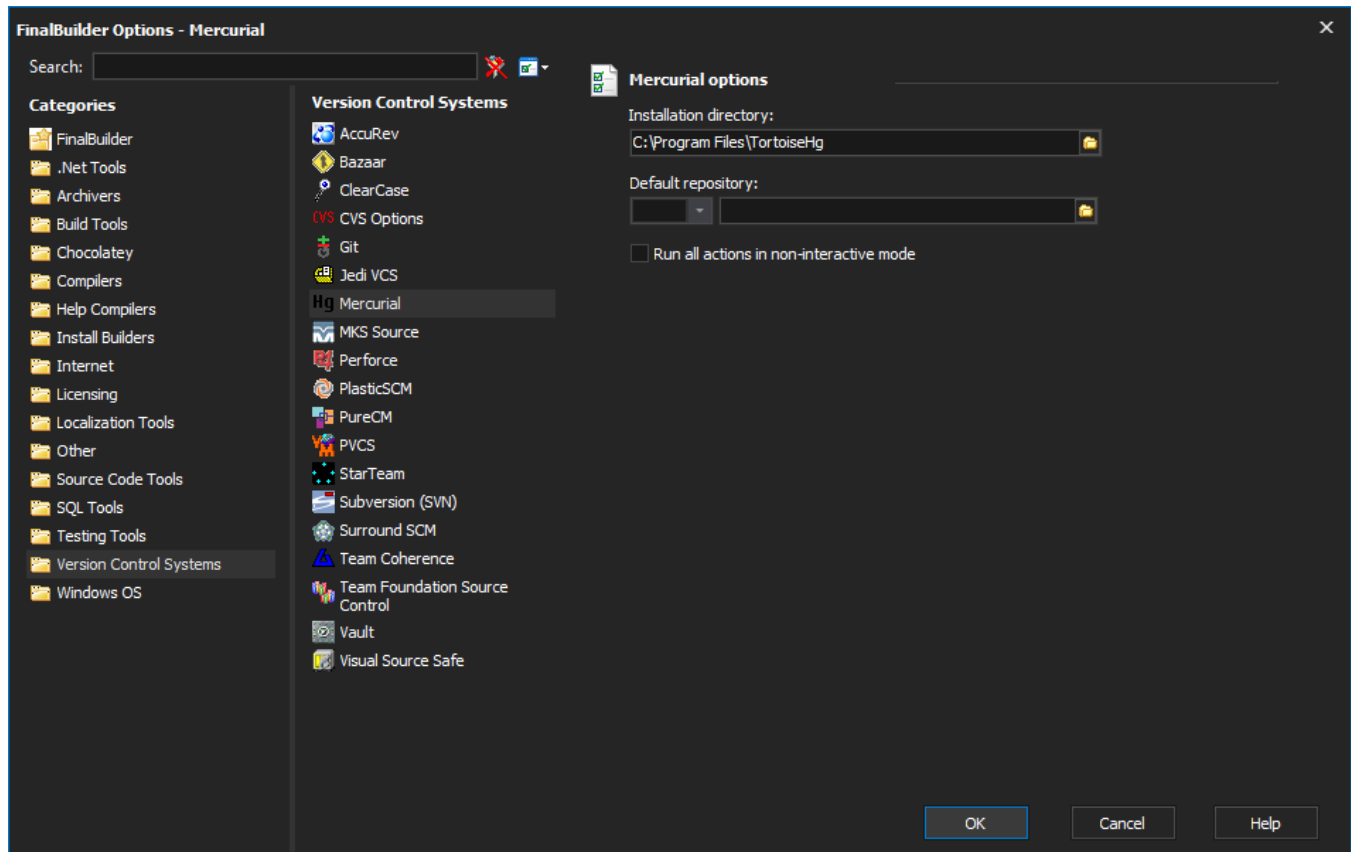 FinalBuilder Options - Mercurial
Search:
Categories
FinalBuilder
.Net Tools
Archivers
Build Tools
Chocolatey
Compilers
Help Compilers
Install Builders
Internet
Licensing
Localization Tools
Other
Source Code Tools
SQL Tools
Testing Tools
Version Control Systems
Windows OS
Version Control Systems
AccuRev
Bazaar
ClearCase
CVS CVS Options
Git
Jedi VCS
Hg Mercurial
MKS Source
Perforce
PlasticSCM
PureCM
PVCS
StarTeam
Subversion (SVN)
Surround SCM
Team Coherence
Team Foundation Source
Control
Vault
Visual Source Safe
Mercurial options
Installation directory:
C:\Program Files\TortoiseHg
Default repository:
Run all actions in non-interactive mode
OK
Cancel
Help